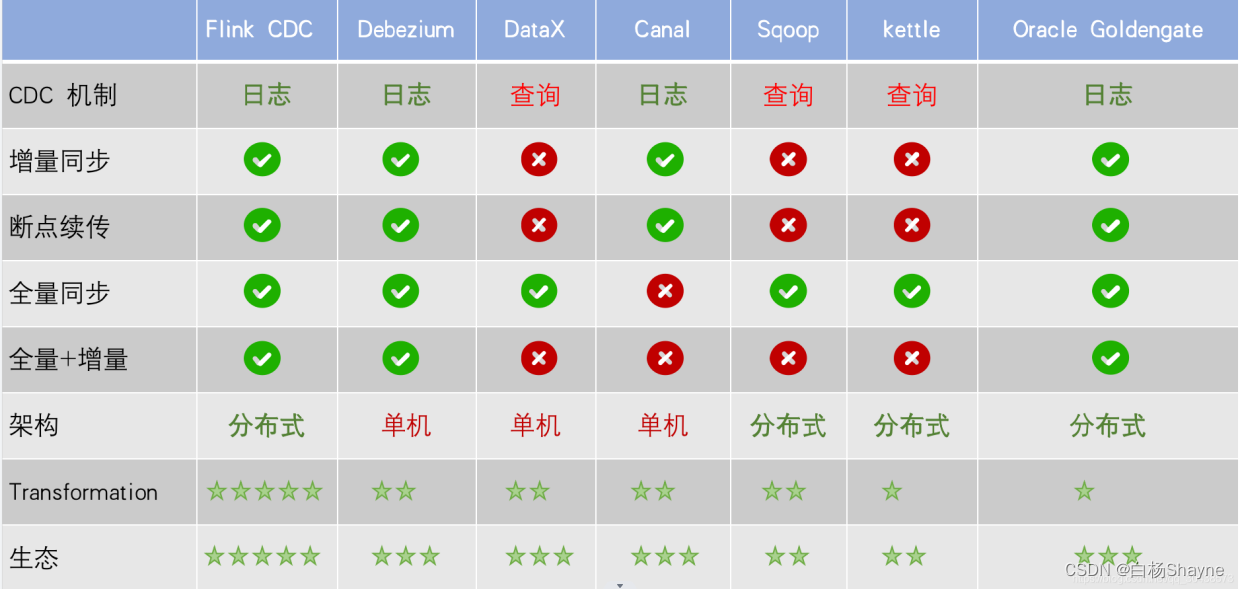 Flink CDC Debezium DataX Canal Sqoop kettle Oracle Goldengate
CDC 机制 日志 日志 查询 日志 查询 查询 日志
增量同步
断点续传
全量同步
全量+增量
架构 分布式 单机 单机 单机 分布式 分布式 分布式
Transformation
生态
CSDN @白杨Shayne